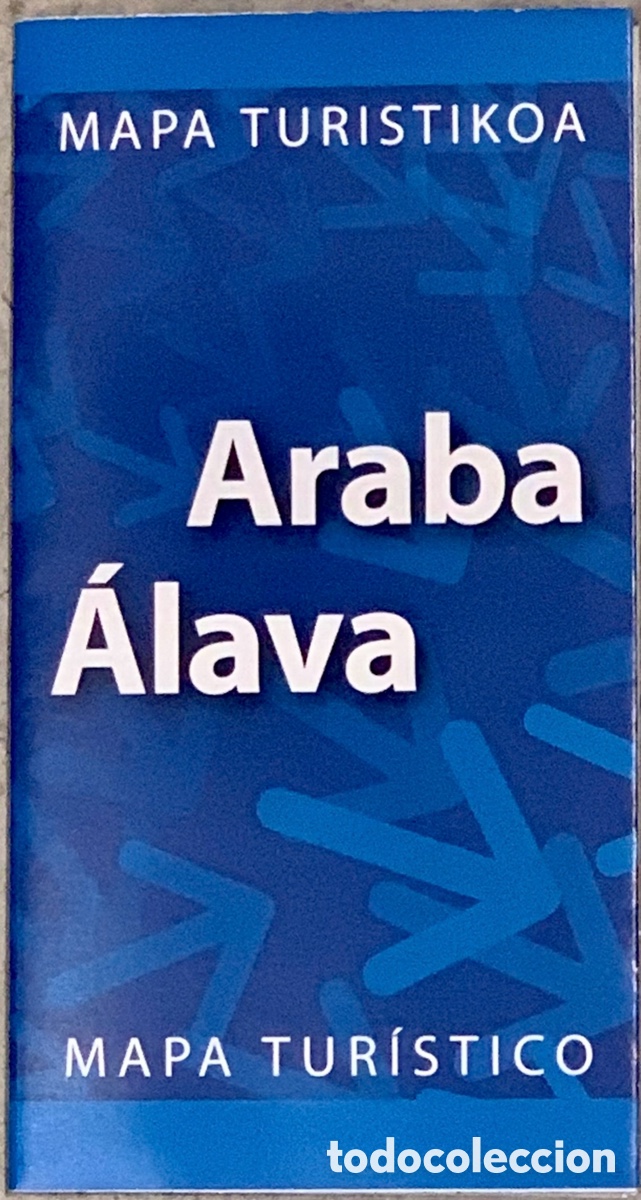 MAPA TURISTIKOA
Araba
Álava
MAPA TURÍSTICO
todocoleccion